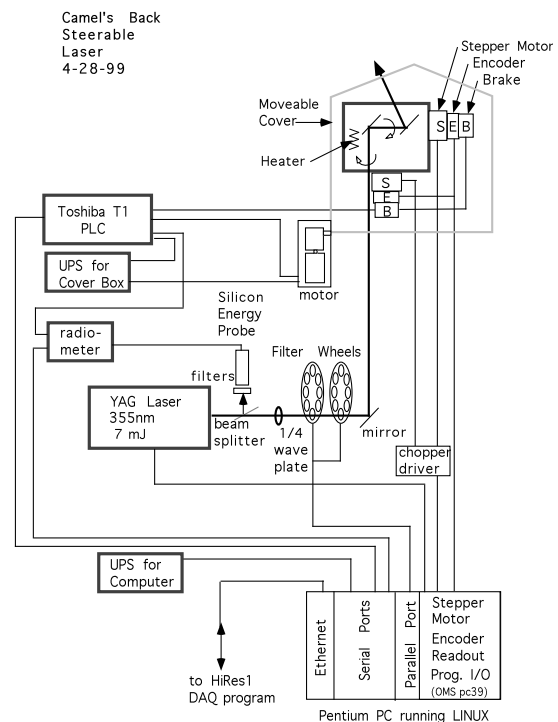 Camel's Back
Steerable
Laser
4-28-99
Stepper Motor
Encoder
Brake
Moveable
Cover
Heater
S E B
S
E
B
Toshiba T1
PLC
UPS for
Cover Box
motor
Silicon
Energy
Probe
radio-
meter
filters
Filter Wheels
YAG Laser
355nm
7 mJ
beam
splitter
1/4
wave
plate
mirror
chopper
driver
UPS for
Computer
Ethernet
Serial Ports
Parallel Port
Stepper
Motor
Encoder
Readout
Prog. I/O
(OMS pc39)
to HiRes1
DAQ program
Pentium PC running LINUX